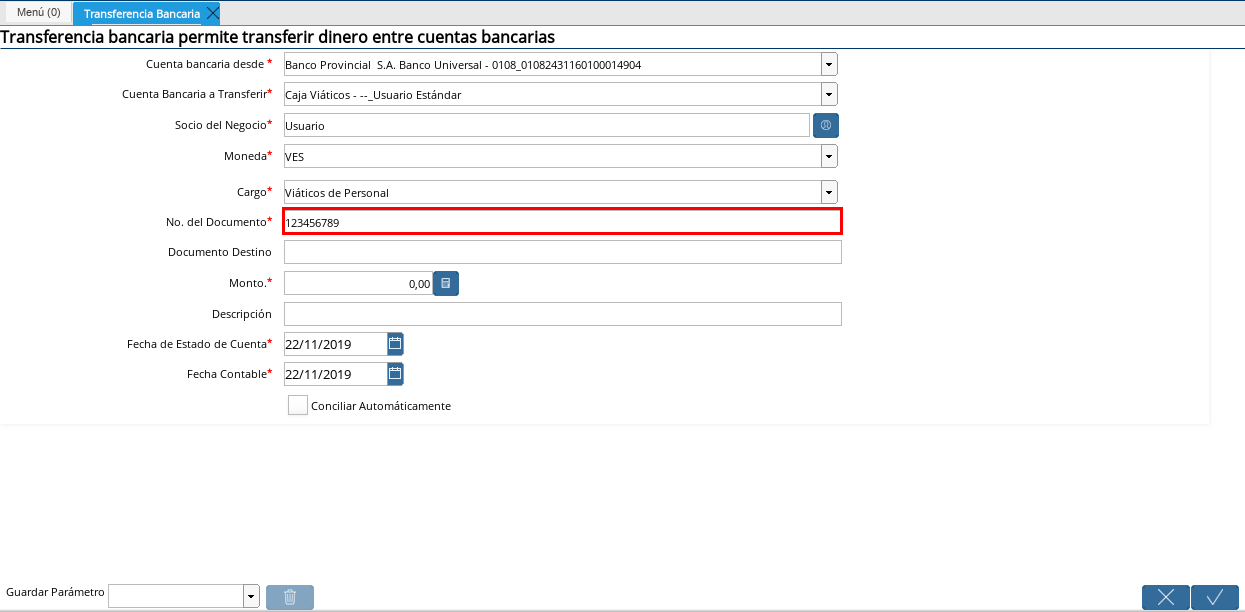 Menú (0) Transferencia Bancaria
Transferencia bancaria permite transferir dinero entre cuentas bancarias
Cuenta bancaria desde * Banco Provincial S.A. Banco Universal - 0108_01082431160100014904
Cuenta Bancaria a Transferir* Caja Viáticos - --_Usuario Estándar
Socio del Negocio* Usuario
Moneda* VES
Cargo* Viáticos de Personal
No. del Documento* 123456789
Documento Destino
Monto.* 0,00
Descripción
Fecha de Estado de Cuenta* 22/11/2019
Fecha Contable* 22/11/2019
Conciliar Automáticamente
Guardar Parámetro